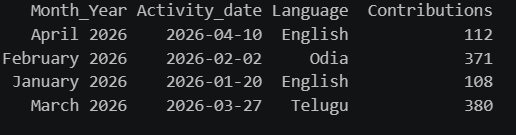 Month_Year Activity_date Language Contributions
April 2026 2026-04-10 English 112
February 2026 2026-02-02 Odia 371
January 2026 2026-01-20 English 108
March 2026 2026-03-27 Telugu 380